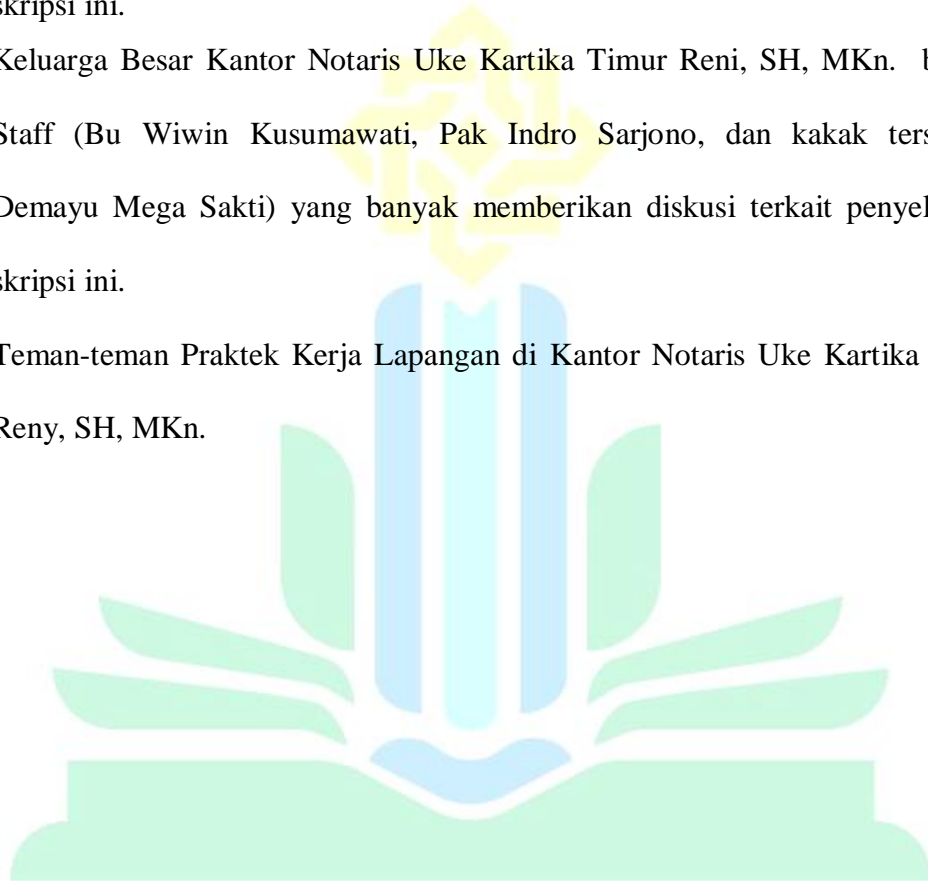 skripsi ini.
Keluarga Besar Kantor Notaris Uke Kartika Timur Reni, SH, MKn.
Staff (Bu Wiwin Kusumawati, Pak Indro Sarjono, dan kakak
Demayu Mega Sakti) yang banyak memberikan diskusi terkait
skripsi ini.
Teman-teman Praktek Kerja Lapangan di Kantor Notaris Uke Kartika
Reny, SH, MKn.